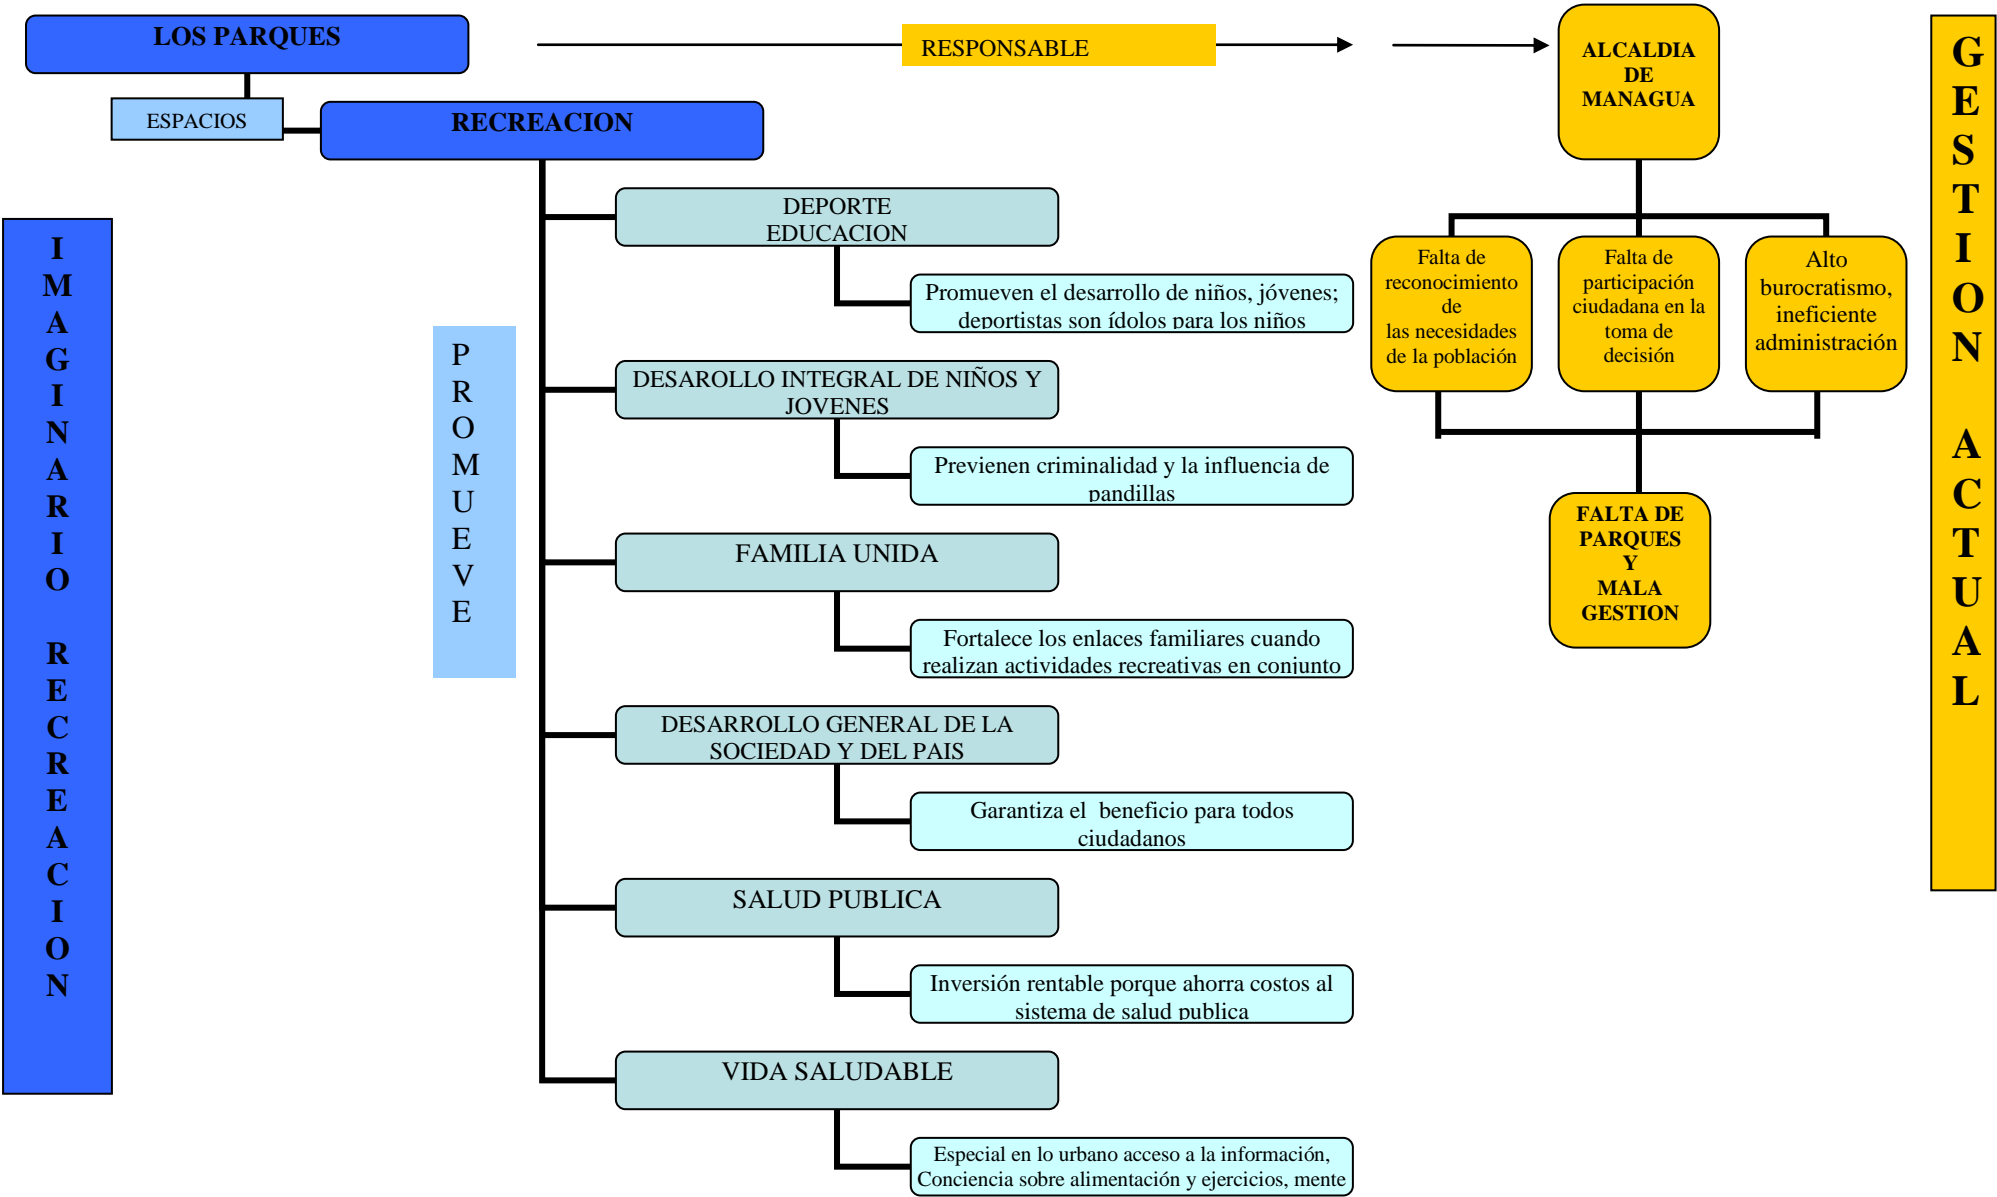 LOS PARQUES
RESPONSABLE
ALCALDIA
DE
MANAGUA
ESPACIOS
RECREACION
IMAGINARIO RECREACION
PROMUEVE
DEPORTE
EDUCACION
Promueven el desarrollo de niños, jóvenes;
deportistas son ídolos para los niños
DESAROLLO INTEGRAL DE NIÑOS Y
JOVENES
Previenen criminalidad y la influencia de
pandillas
FAMILIA UNIDA
Fortalece los enlaces familiares cuando
realizan actividades recreativas en conjunto
DESARROLLO GENERAL DE LA
SOCIEDAD Y DEL PAIS
Garantiza el  beneficio para todos
ciudadanos
SALUD PUBLICA
Inversión rentable porque ahorra costos al
sistema de salud publica
VIDA SALUDABLE
Especial en lo urbano acceso a la información,
Conciencia sobre alimentación y ejercicios, mente
Falta de
reconocimiento
de
las necesidades
de la población
Falta de
participación
ciudadana en la
toma de
decisión
Alto
burocratismo,
ineficiente
administración
FALTA DE
PARQUES
Y
MALA
GESTION
GESTION ACTUAL